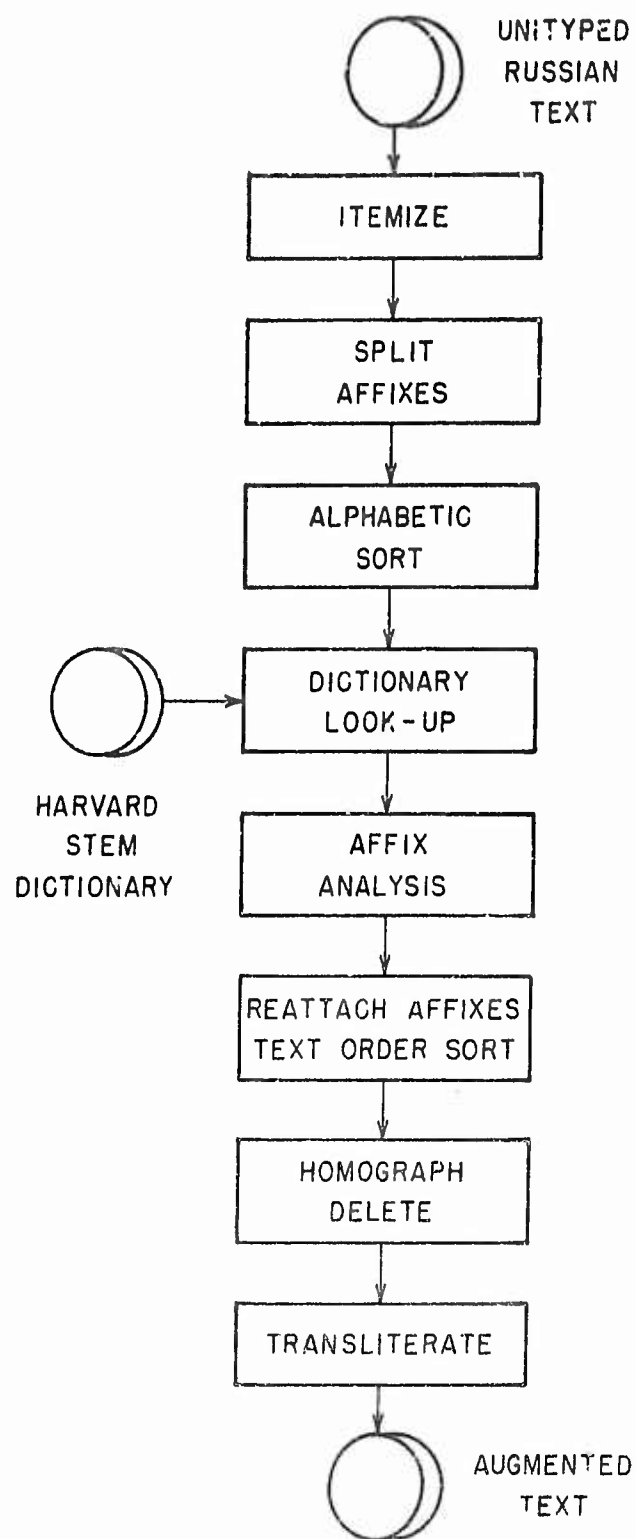 UNITYPED
RUSSIAN
TEXT
ITEMIZE
SPLIT
AFFIXES
ALPHABETIC
SORT
DICTIONARY
LOOK-UP
HARVARD
STEM
DICTIONARY
AFFIX
ANALYSIS
REATTACH AFFIXES
TEXT ORDER SORT
HOMOGRAPH
DELETE
TRANSLITERATE
AUGMENTED
TEXT